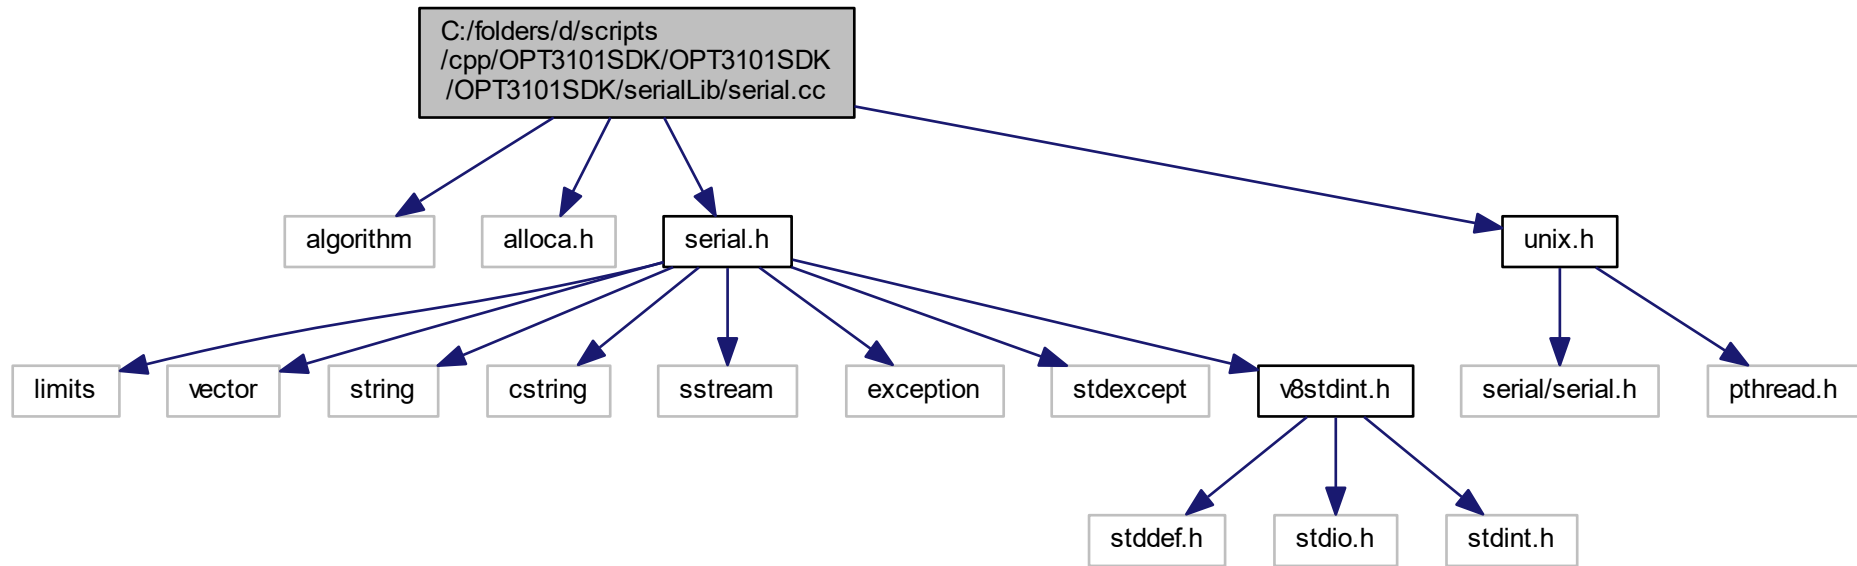 C:/folders/d/scripts
/cpp/OPT3101SDK/OPT3101SDK
/OPT3101SDK/serialLib/serial.cc
algorithm
alloca.h
serial.h
unix.h
limits
vector
string
cstring
sstream
exception
stdexcept
v8stdint.h
serial/serial.h
pthread.h
stddef.h
stdio.h
stdint.h